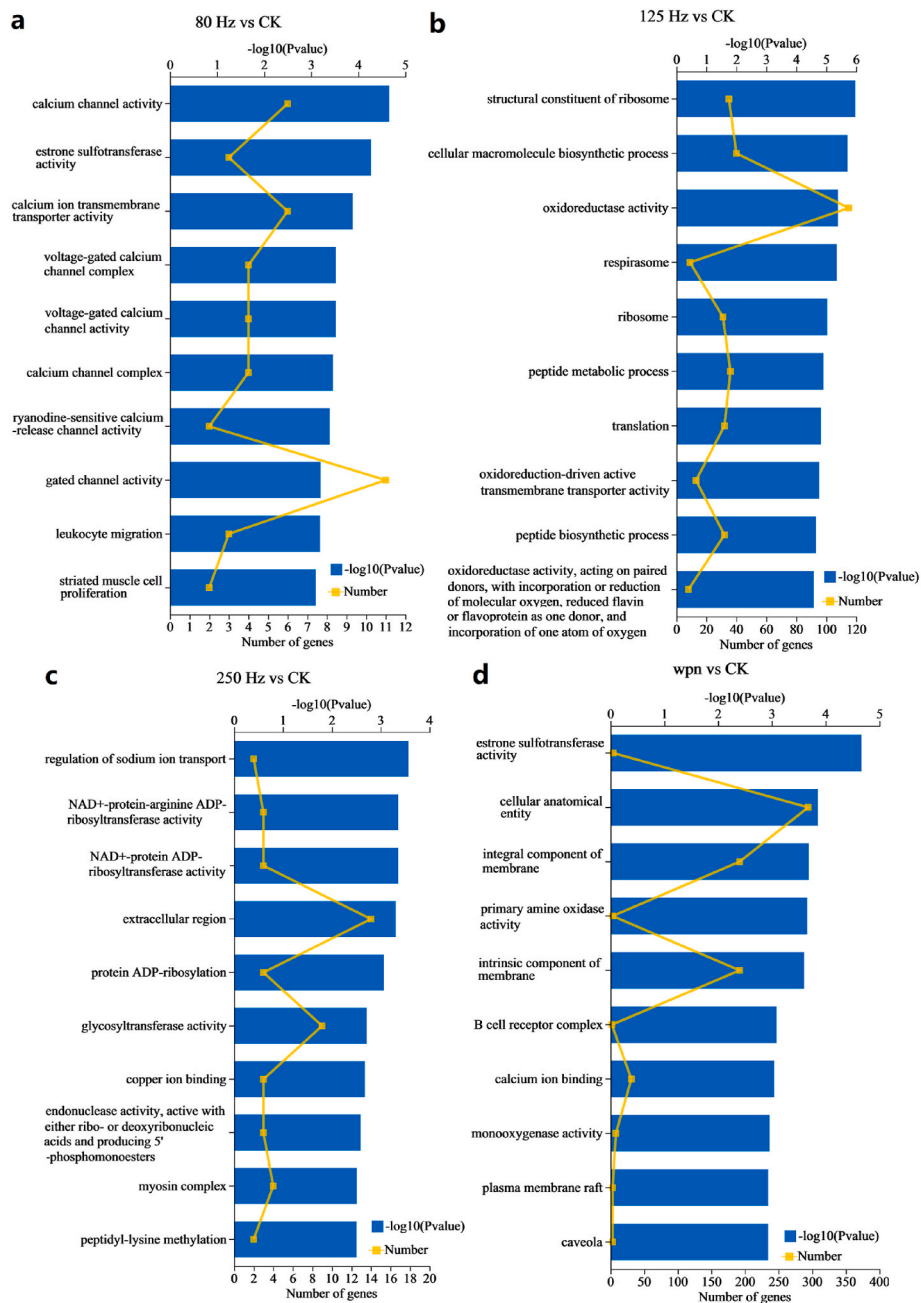 a
80 Hz vs CK
-log10(Pvalue)
0 1 2 3 4 5
calcium channel activity
estrone sulfotransferase
activity
calcium ion transmembrane
transporter activity
voltage-gated calcium
channel complex
voltage-gated calcium
channel activity
calcium channel complex
ryanodine-sensitive calcium
-release channel activity
gated channel activity
leukocyte migration
striated muscle cell
proliferation
-log10(Pvalue)
Number
0 1 2 3 4 5 6 7 8 9 10 11 12
Number of genes
b
125 Hz vs CK
-log10(Pvalue)
0 1 2 3 4 5 6
structural constituent of ribosome
cellular macromolecule biosynthetic process
oxidoreductase activity
respirasome
ribosome
peptide metabolic process
translation
oxidoreduction-driven active
transmembrane transporter activity
peptide biosynthetic process
oxidoreductase activity, acting on paired
donors, with incorporation or reduction
of molecular oxygen, reduced flavin
or flavoprotein as one donor, and
incorporation of one atom of oxygen
-log10(Pvalue)
Number
0 20 40 60 80 100 120
Number of genes
c
250 Hz vs CK
-log10(Pvalue)
0 1 2 3 4
regulation of sodium ion transport
NAD+-protein-arginine ADP-
ribosyltransferase activity
NAD+-protein ADP-
ribosyltransferase activity
extracellular region
protein ADP-ribosylation
glycosyltransferase activity
copper ion binding
endonuclease activity, active with
either ribo- or deoxyribonucleic
acids and producing 5'
-phosphomonoesters
myosin complex
peptidyl-lysine methylation
-log10(Pvalue)
Number
0 2 4 6 8 10 12 14 16 18 20
Number of genes
d
wpn vs CK
-log10(Pvalue)
0 1 2 3 4 5
estrone sulfotransferase
activity
cellular anatomical
entity
integral component of
membrane
primary amine oxidase
activity
intrinsic component of
membrane
B cell receptor complex
calcium ion binding
monooxygenase activity
plasma membrane raft
caveola
-log10(Pvalue)
Number
0 50 100 150 200 250 300 350 400
Number of genes